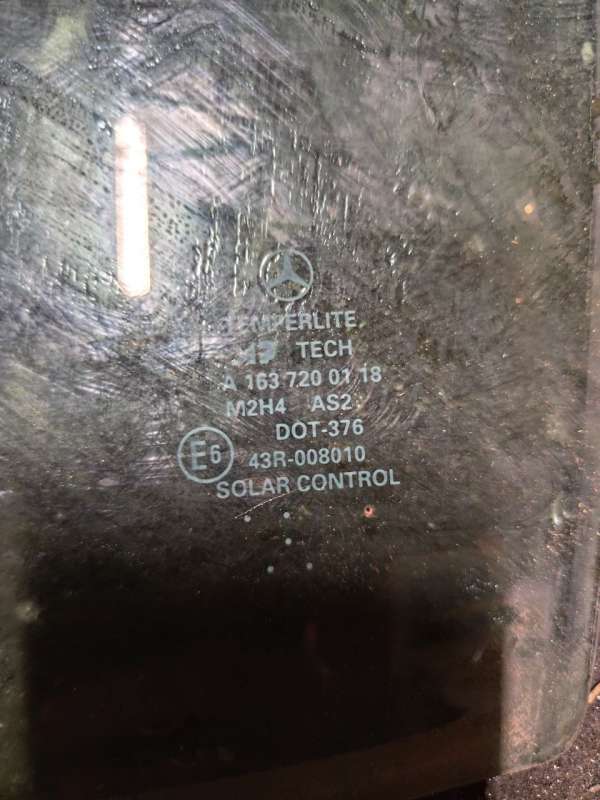 TEMPERLITE
TECH
A 163 720 01 18
M2H4 AS2
DOT-376
E6 43R-008010
SOLAR CONTROL